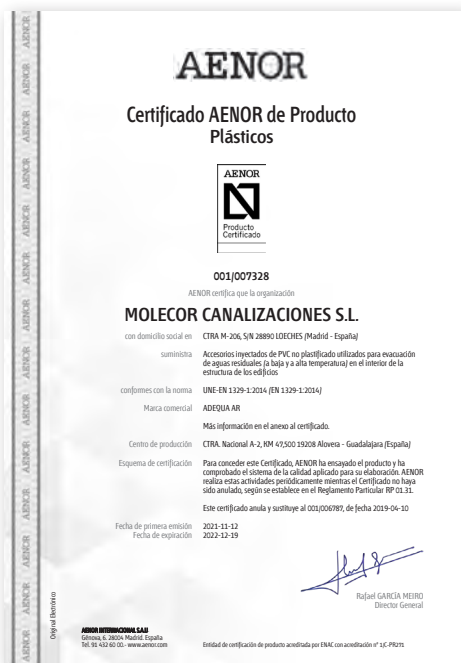 AENOR
Certificado AENOR de Producto
Plásticos
AENOR
Producto
Certificado
001/007328
AENOR certifica que la organización
MOLECOR CANALIZACIONES S.L.
con domicilio social en CTRA M-206, S/N 28890 LOECHES (Madrid - España)
suministra Accesorios inyectados de PVC no plastificado utilizados para evacuación
de aguas residuales (a baja y a alta temperatura) en el interior de la
estructura de los edificios
conformes con la norma UNE-EN 1329-1:2014 (EN 1329-1:2014)
Marca comercial ADEQUA AR
Más información en el anexo al certificado.
Centro de producción CTRA. Nacional A-2, KM 47,500 19208 Alovera - Guadalajara (España)
Esquema de certificación Para conceder este Certificado, AENOR ha ensayado el producto y ha
comprobado el sistema de la calidad aplicado para su elaboración. AENOR
realiza estas actividades periódicamente mientras el Certificado no haya
sido anulado, según se establece en el Reglamento Particular RP 01.31.
Este certificado anula y sustituye al 001/006787, de fecha 2019-04-10
Fecha de primera emisión 2021-11-12
Fecha de expiración 2022-12-19
Rafael GARCÍA MEIRO
Director General
Original Electrónico
AENOR INTERNACIONAL S.A.U
Génova, 6. 28004 Madrid. España
Tel. 91 432 60 00.- www.aenor.com
Entidad de certificación de producto acreditada por ENAC con acreditación nº 1/C-PR271
AENOR AENOR AENOR AENOR AENOR AENOR AENOR AENOR AENOR AENOR